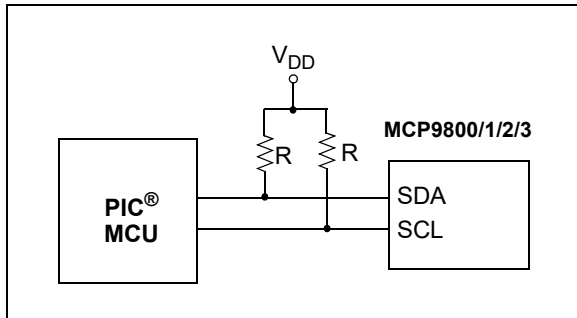 VDD
R
R
MCP9800/1/2/3
PIC®
MCU
SDA
SCL